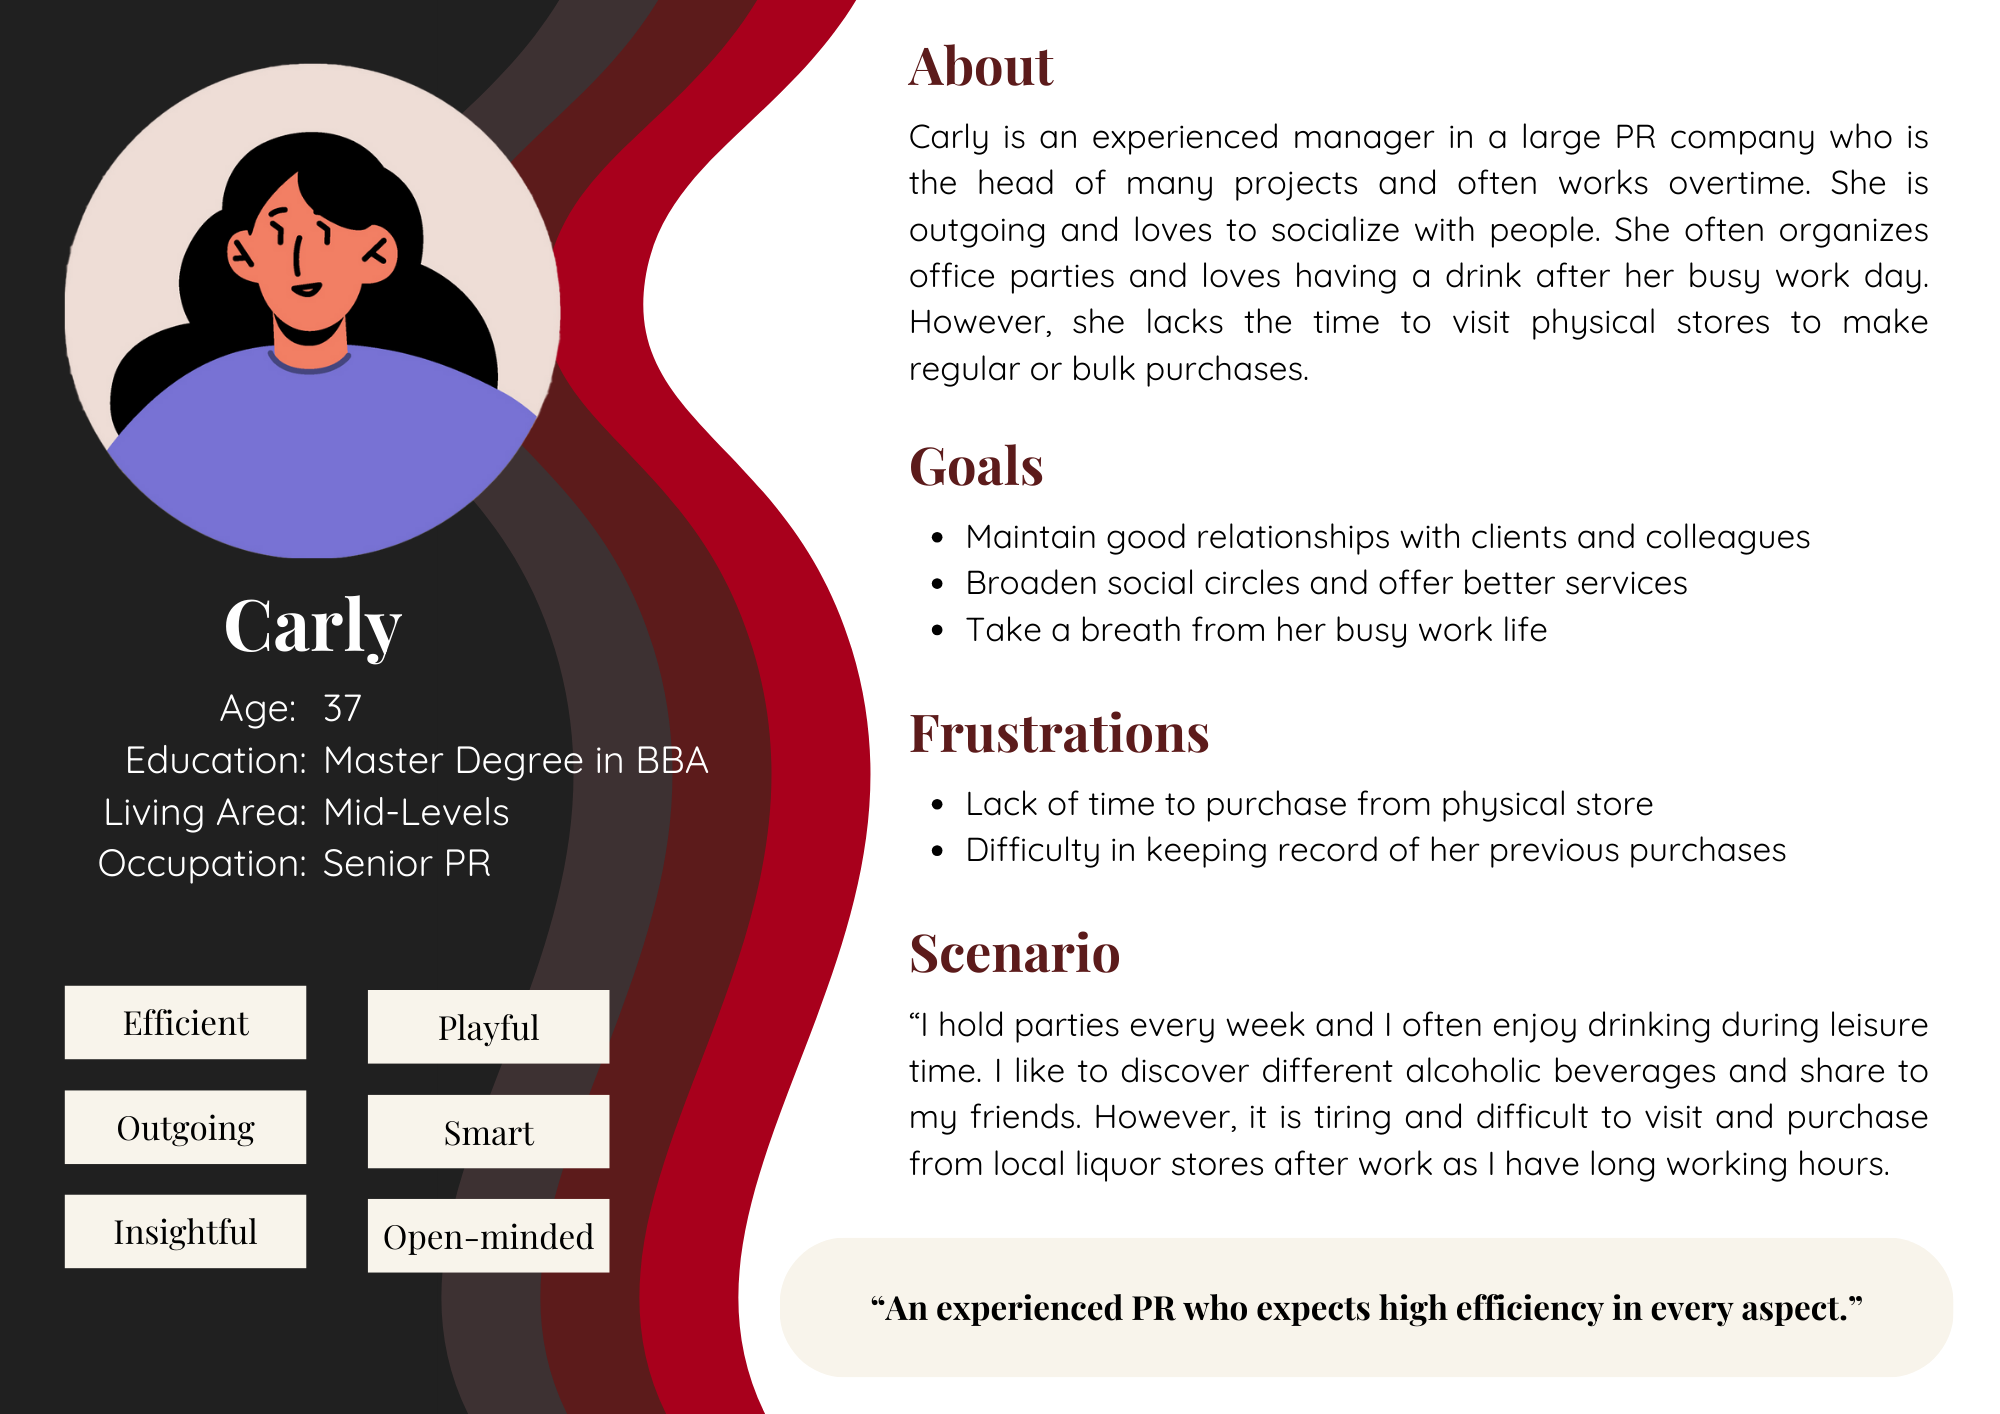 Carly
Age: 37
Education: Master Degree in BBA
Living Area: Mid-Levels
Occupation: Senior PR
Efficient
Playful
Outgoing
Smart
Insightful
Open-minded
About
Carly is an experienced manager in a large PR company who is
the head of many projects and often works overtime. She is
outgoing and loves to socialize with people. She often organizes
office parties and loves having a drink after her busy work day.
However, she lacks the time to visit physical stores to make
regular or bulk purchases.
Goals
• Maintain good relationships with clients and colleagues
• Broaden social circles and offer better services
• Take a breath from her busy work life
Frustrations
• Lack of time to purchase from physical store
• Difficulty in keeping record of her previous purchases
Scenario
“I hold parties every week and I often enjoy drinking during leisure
time. I like to discover different alcoholic beverages and share to
my friends. However, it is tiring and difficult to visit and purchase
from local liquor stores after work as I have long working hours.
“An experienced PR who expects high efficiency in every aspect.”